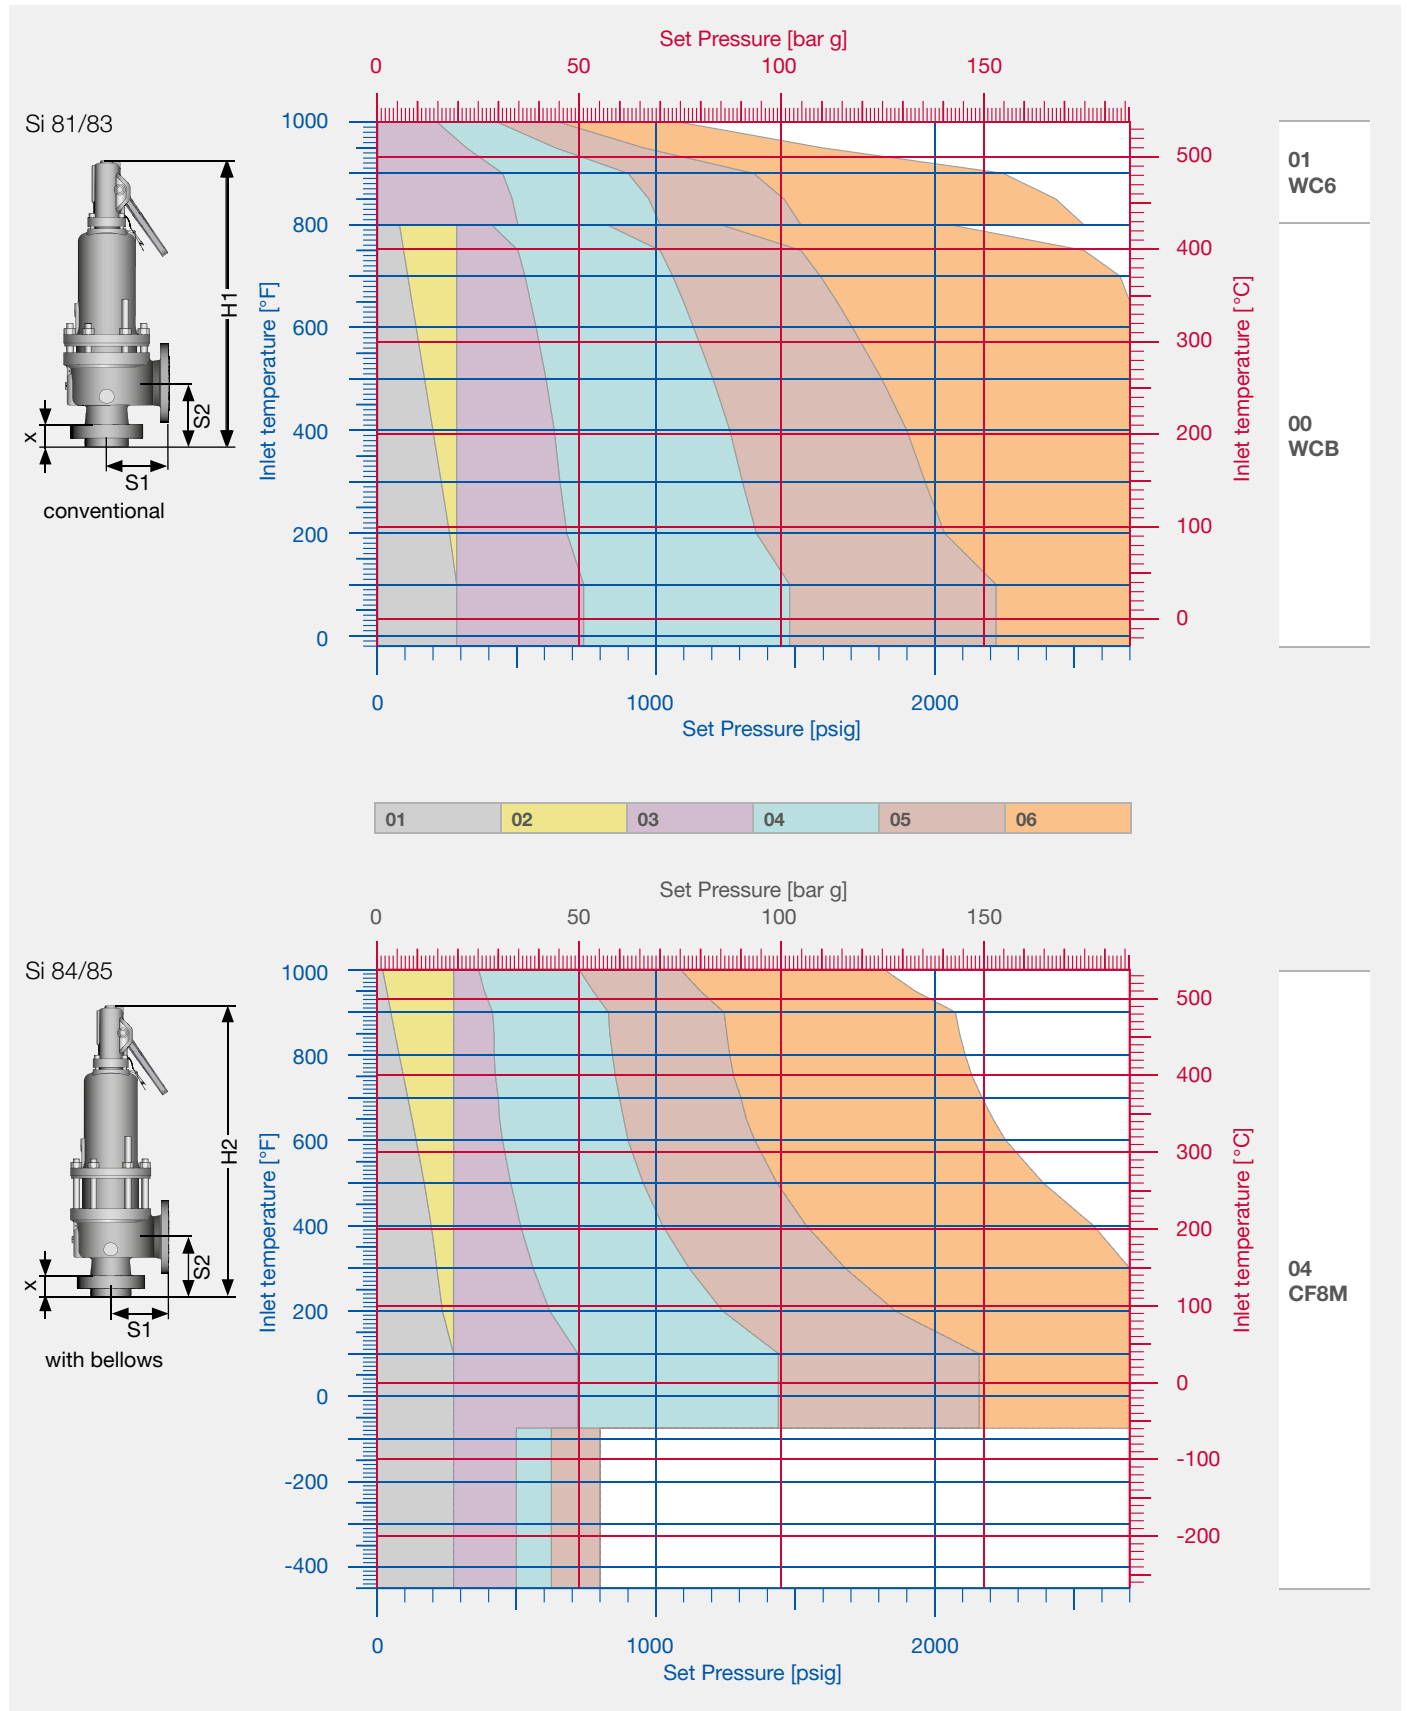 Set Pressure [bar g]
0 50 100 150
Si 81/83
1000
800
600
400
200
0
Inlet temperature [°F]
500
400
300
200
100
0
Inlet temperature [°C]
01
WC6
00
WCB
H1
S2
x
S1
conventional
0 1000 2000
Set Pressure [psig]
01 02 03 04 05 06
Set Pressure [bar g]
0 50 100 150
Si 84/85
1000
800
600
400
200
0
-200
-400
Inlet temperature [°F]
500
400
300
200
100
0
-100
-200
Inlet temperature [°C]
04
CF8M
H2
S2
x
S1
with bellows
0 1000 2000
Set Pressure [psig]